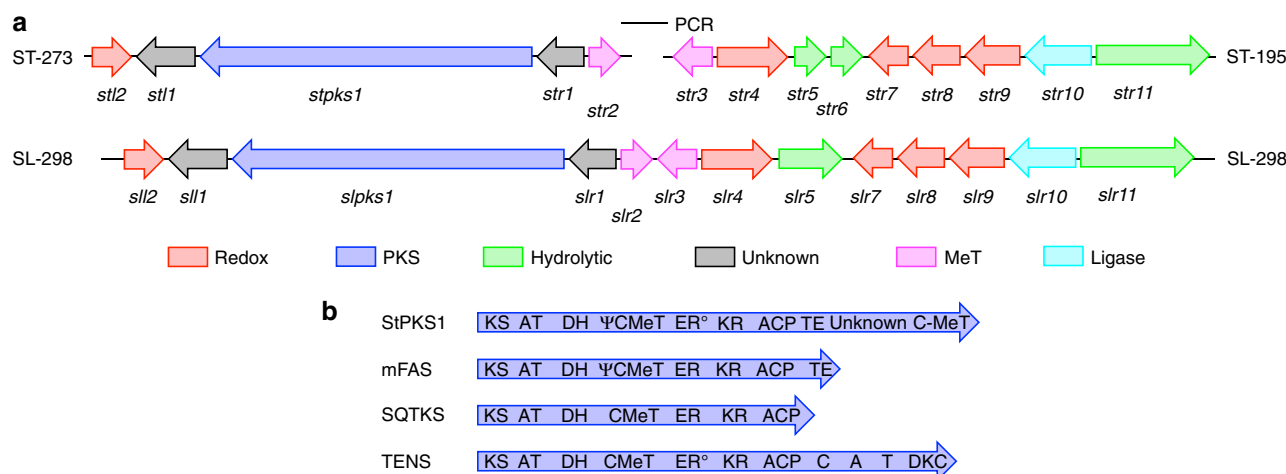 a
PCR
ST-273 ST-195
stl2 stl1 stpks1 str1 str2 str3 str4 str5 str6 str7 str8 str9 str10 str11
SL-298 SL-298
sll2 sll1 slpks1 slr1 slr2 slr3 slr4 slr5 slr7 slr8 slr9 slr10 slr11
Redox PKS Hydrolytic Unknown MeT Ligase
b
StPKS1 KS AT DH ΨCMeT ER° KR ACP TE Unknown C-MeT
mFAS KS AT DH ΨCMeT ER KR ACP TE
SQTKS KS AT DH CMeT ER KR ACP
TENS KS AT DH CMeT ER° KR ACP C A T DKC